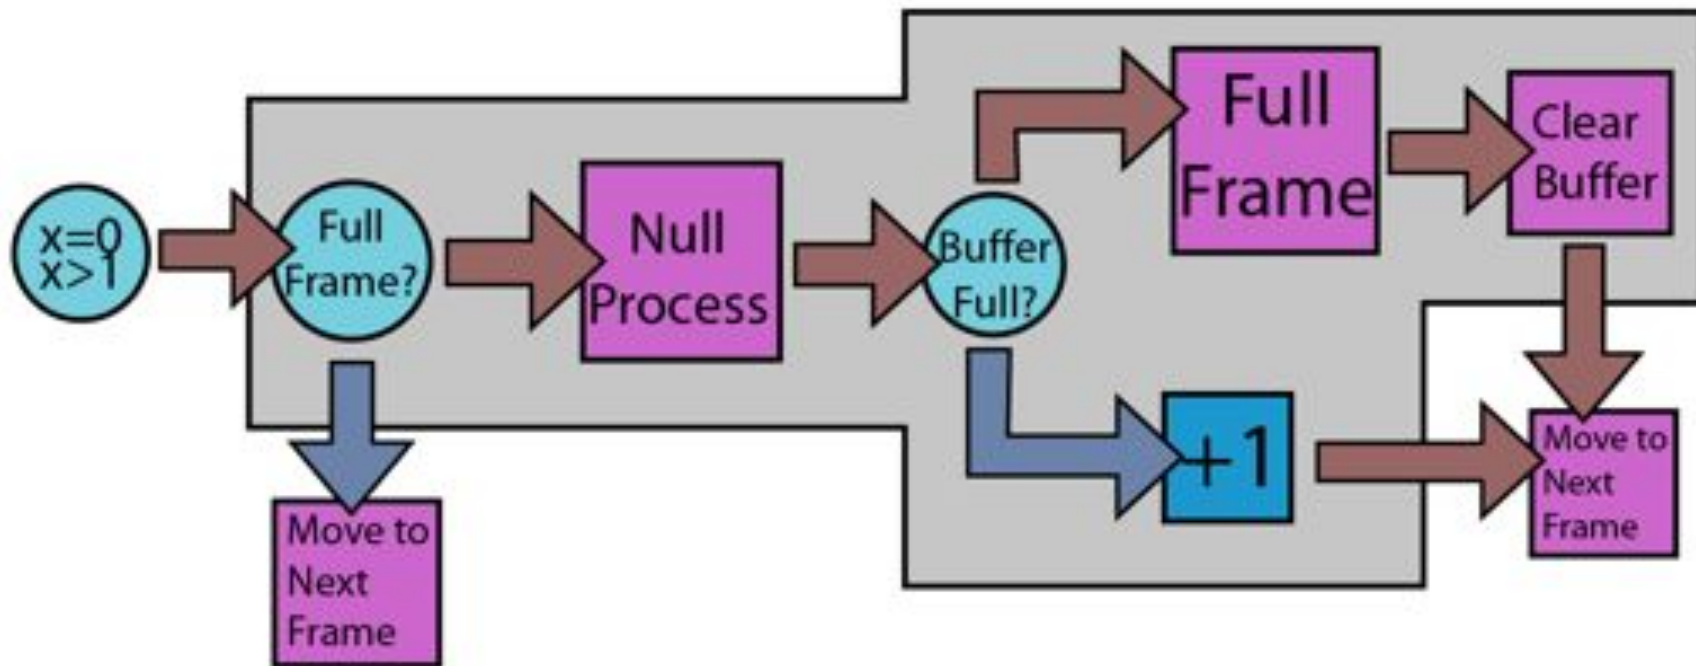 x=0
x>1
Full
Frame?
Move to
Next
Frame
Null
Process
Buffer
Full?
Full
Frame
Clear
Buffer
+1
Move to
Next
Frame